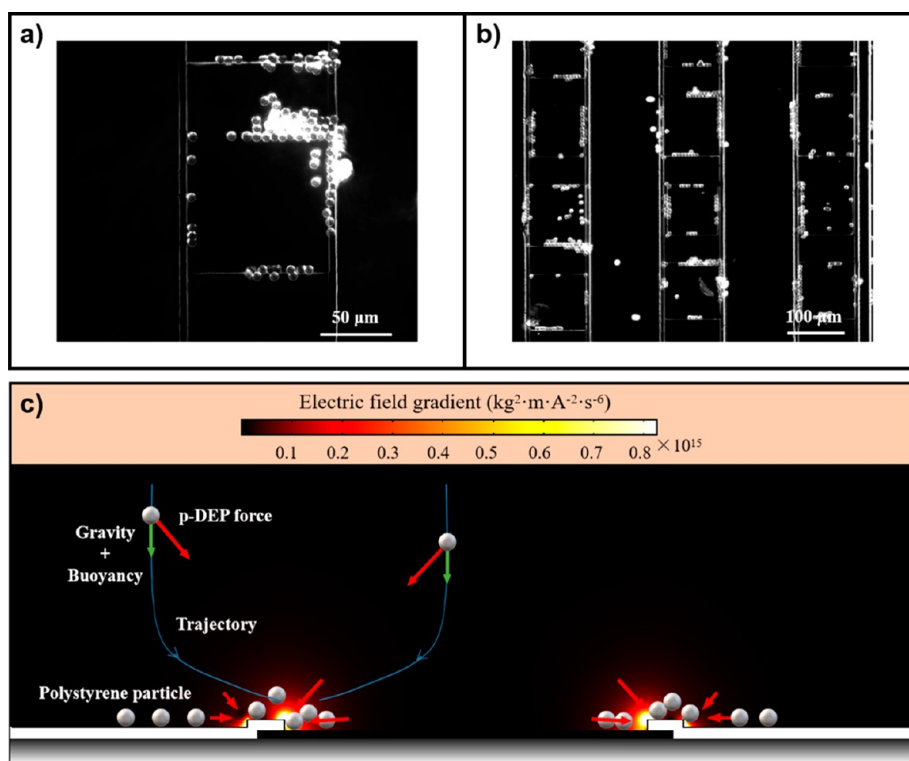 a)
50 µm
b)
100 µm
c)
Electric field gradient (kg²·m·A⁻²·s⁻⁶)
0.1 0.2 0.3 0.4 0.5 0.6 0.7 0.8 ×10¹⁵
p-DEP force
Gravity
+
Buoyancy
Trajectory
Polystyrene particle